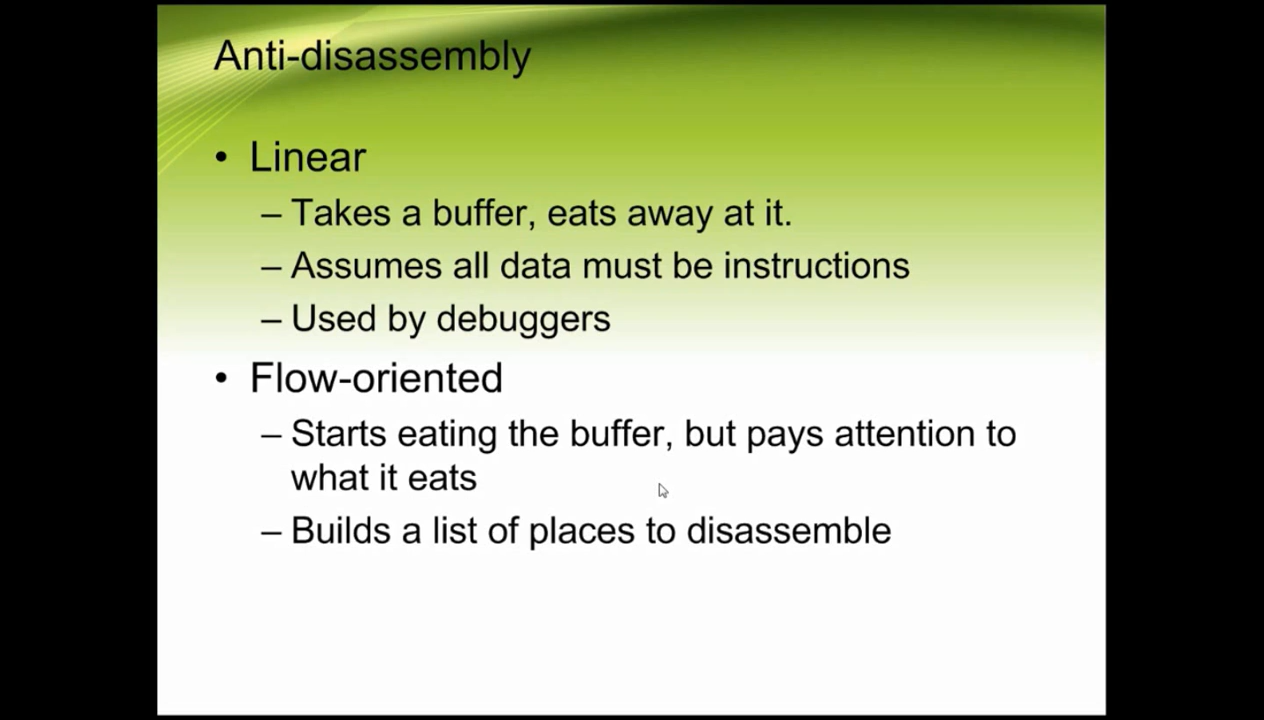 Anti-disassembly
• Linear
– Takes a buffer, eats away at it.
– Assumes all data must be instructions
– Used by debuggers
• Flow-oriented
– Starts eating the buffer, but pays attention to
what it eats
– Builds a list of places to disassemble